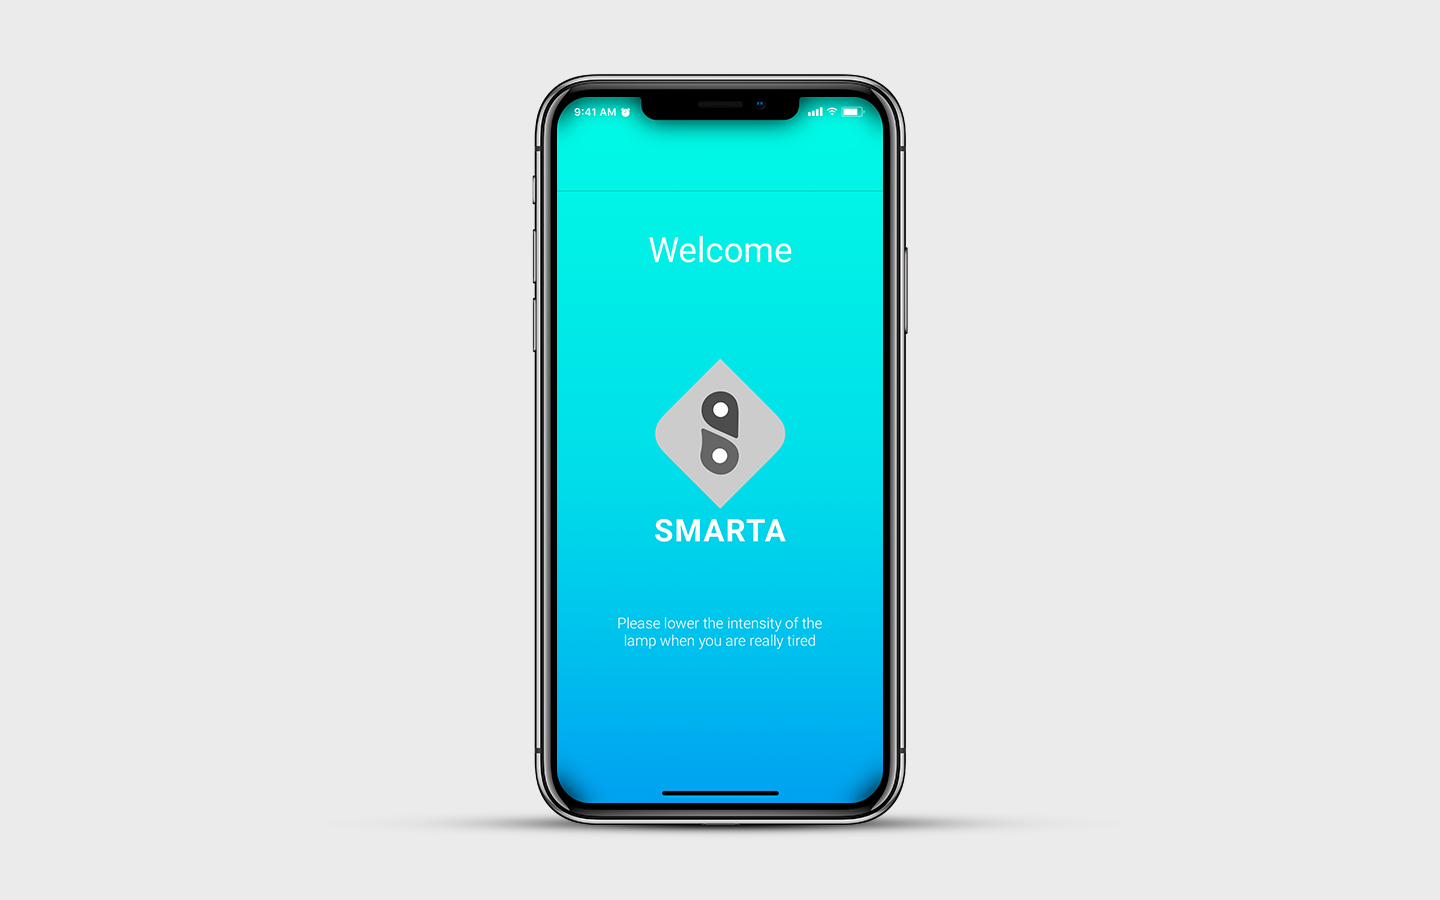 9:41 AM
Welcome
SMARTA
Please lower the intensity of the
lamp when you are really tired